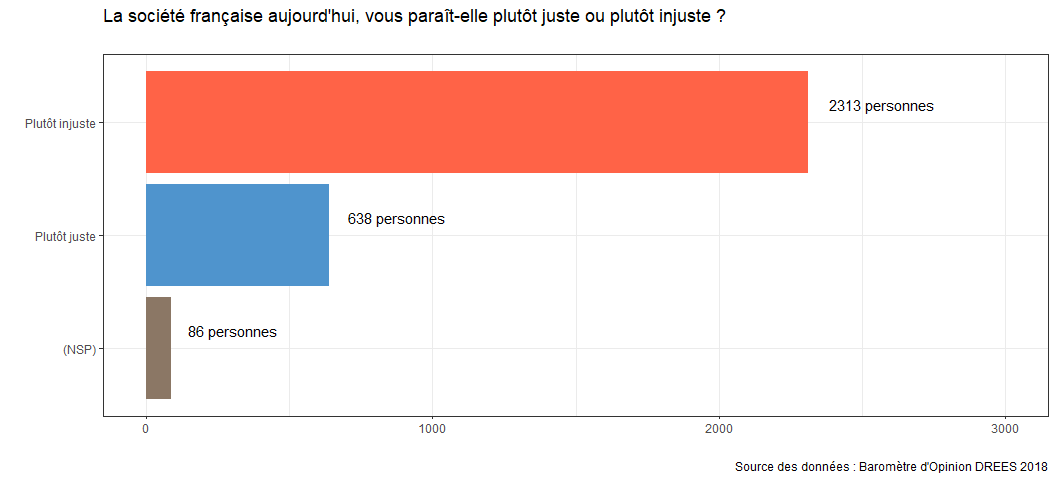 La société française aujourd'hui, vous paraît-elle plutôt juste ou plutôt injuste ?
Plutôt injuste
2313 personnes
Plutôt juste
638 personnes
(NSP)
86 personnes
0 1000 2000 3000
Source des données : Baromètre d'Opinion DREES 2018